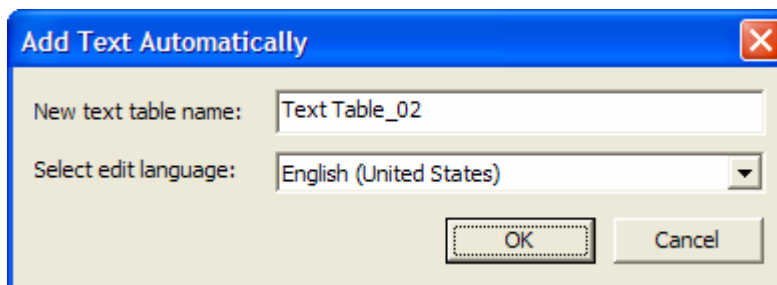 Add Text Automatically
New text table name: Text Table_02
Select edit language: English (United States)
OK Cancel